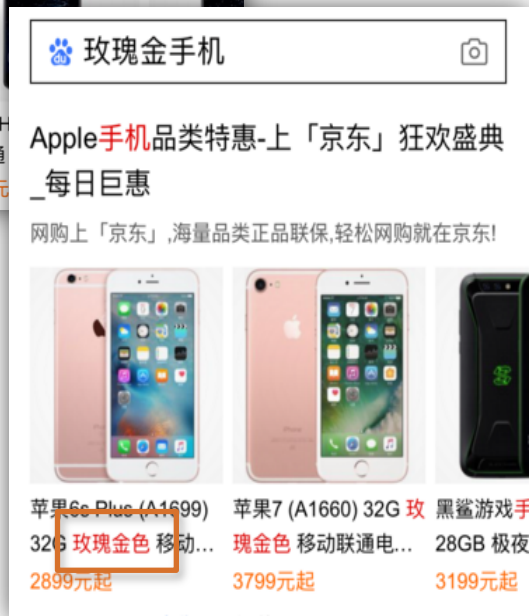 玫瑰金手机
Apple手机品类特惠-上「京东」狂欢盛典
_每日巨惠
网购上「京东」,海量品类正品联保,轻松网购就在京东!
苹果6s Plus (A1699)
32G 玫瑰金色 移动...
2899元起
苹果7 (A1660) 32G 玫
瑰金色 移动联通电...
3799元起
黑鲨游戏手
28GB 极夜
3199元起